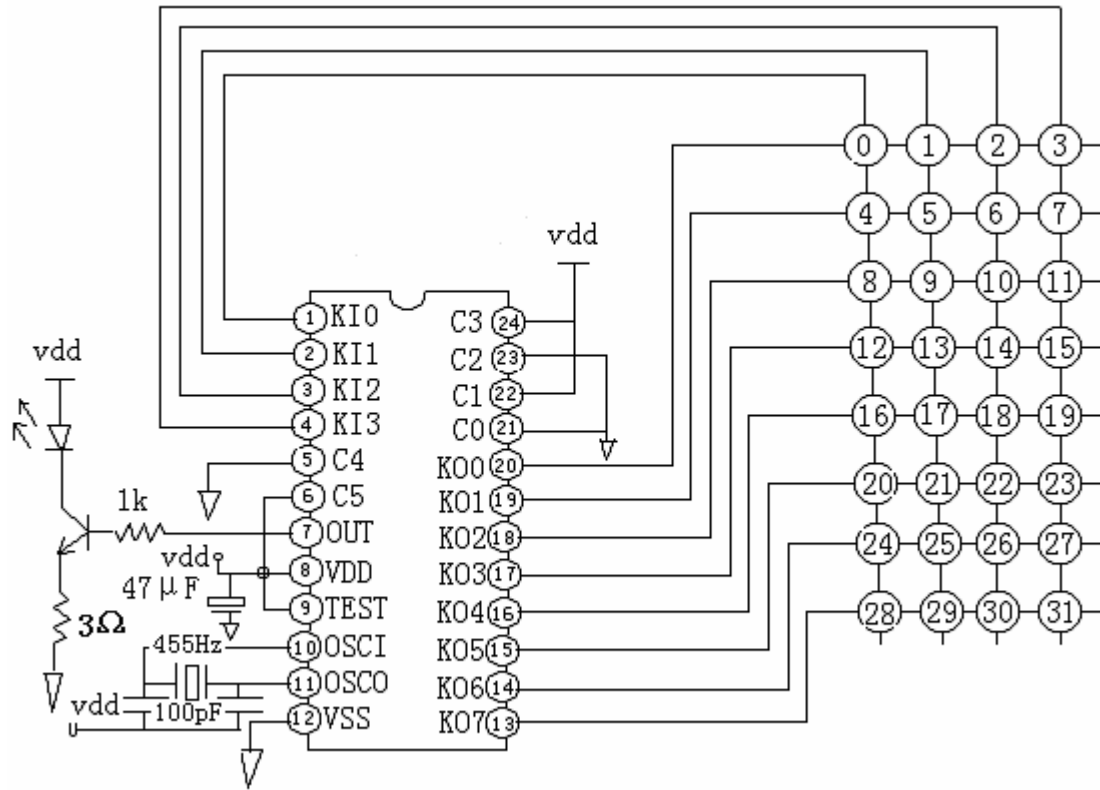 0 1 2 3
4 5 6 7
8 9 10 11
12 13 14 15
16 17 18 19
20 21 22 23
24 25 26 27
28 29 30 31
vdd
1 KI0
2 KI1
3 KI2
4 KI3
5 C4
6 C5
7 OUT
8 VDD
9 TEST
10 OSCI
11 OSCO
12 VSS
C3 24
C2 23
C1 22
C0 21
KO0 20
KO1 19
KO2 18
KO3 17
KO4 16
KO5 15
KO6 14
KO7 13
vdd
1k
vdd
47μF
3Ω
455Hz
vdd
100pF